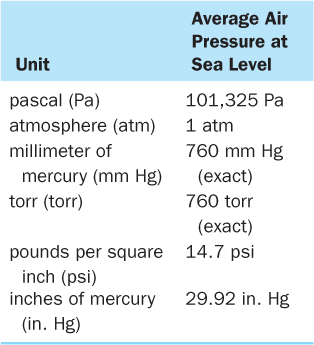 Unit
Average Air
Pressure at
Sea Level
pascal (Pa) 101,325 Pa
atmosphere (atm) 1 atm
millimeter of 760 mm Hg
mercury (mm Hg) (exact)
torr (torr) 760 torr
(exact)
pounds per square 14.7 psi
inch (psi)
inches of mercury 29.92 in. Hg
(in. Hg)